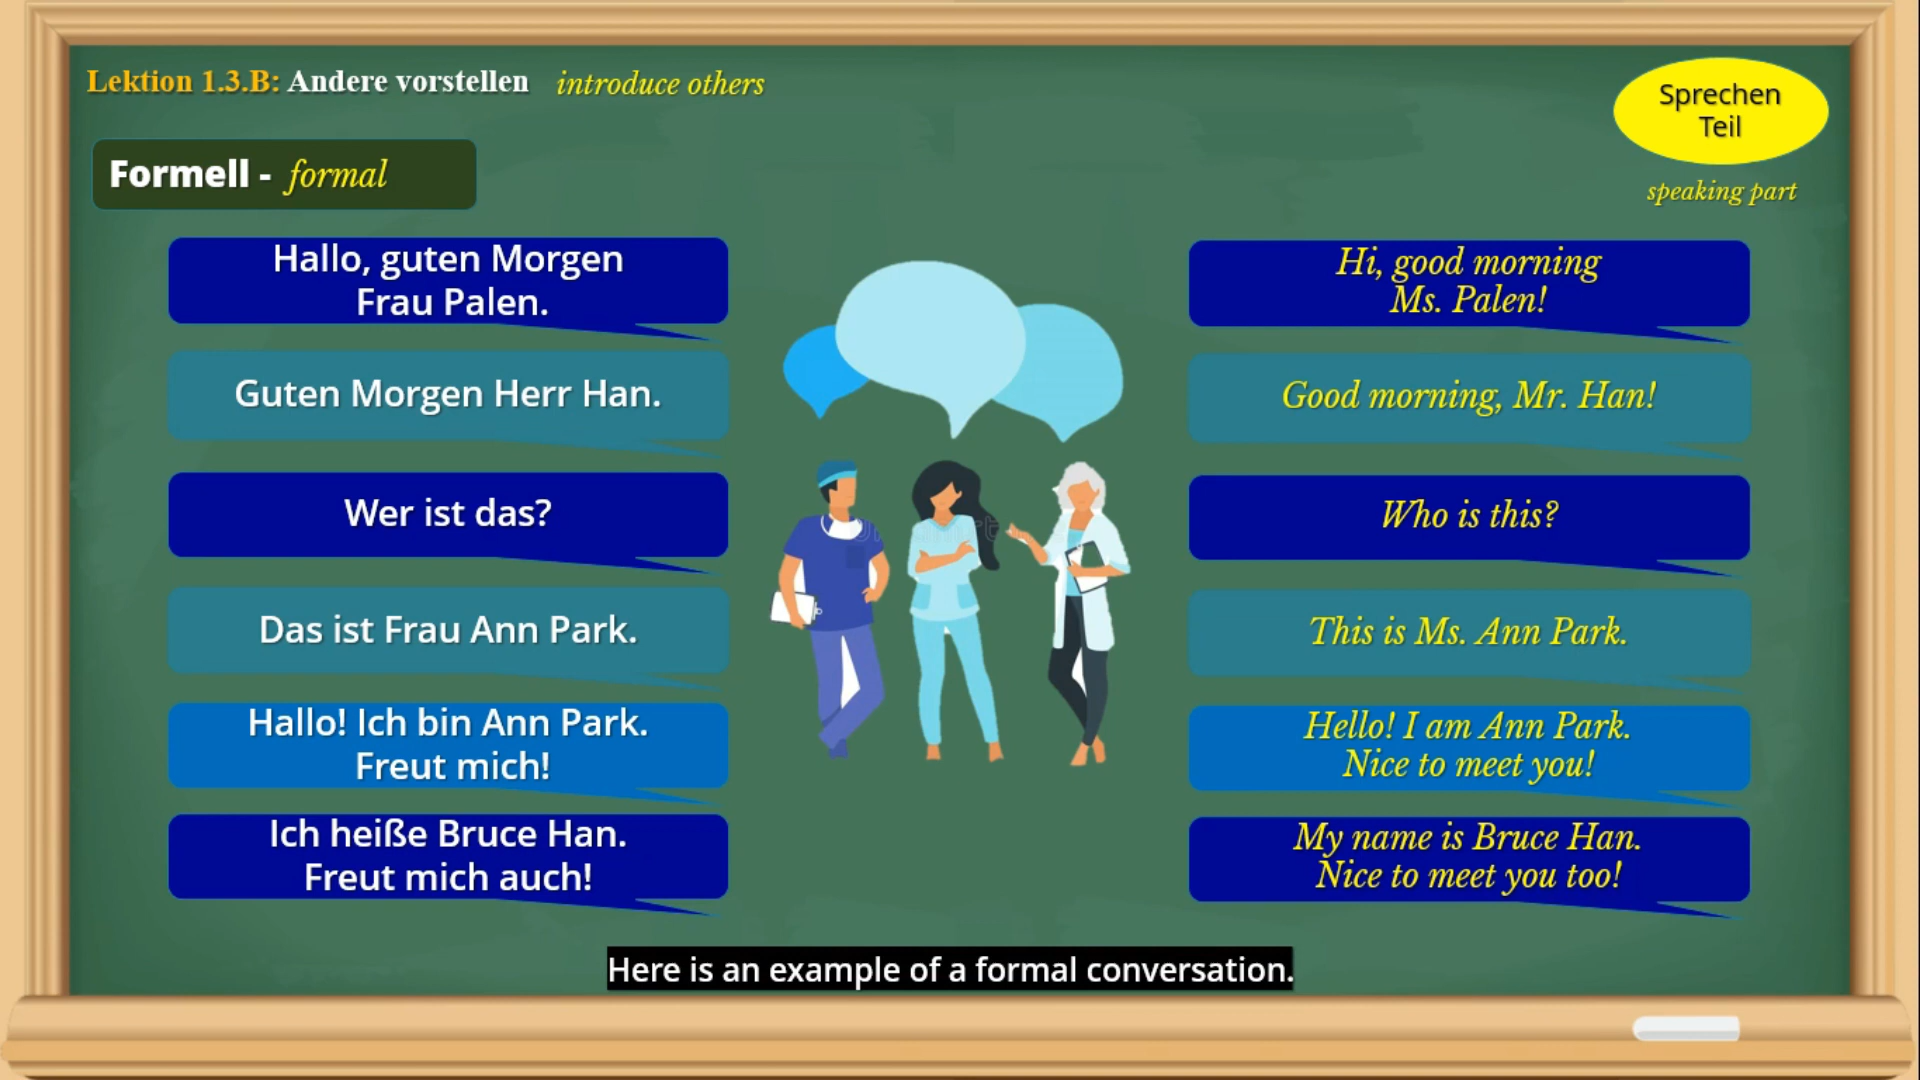 Lektion 1.3.B: Andere vorstellen introduce others
Sprechen
Teil
speaking part
Formell - formal
Hallo, guten Morgen
Frau Palen.
Guten Morgen Herr Han.
Wer ist das?
Das ist Frau Ann Park.
Hallo! Ich bin Ann Park.
Freut mich!
Ich heiße Bruce Han.
Freut mich auch!
Hi, good morning
Ms. Palen!
Good morning, Mr. Han!
Who is this?
This is Ms. Ann Park.
Hello! I am Ann Park.
Nice to meet you!
My name is Bruce Han.
Nice to meet you too!
Here is an example of a formal conversation.